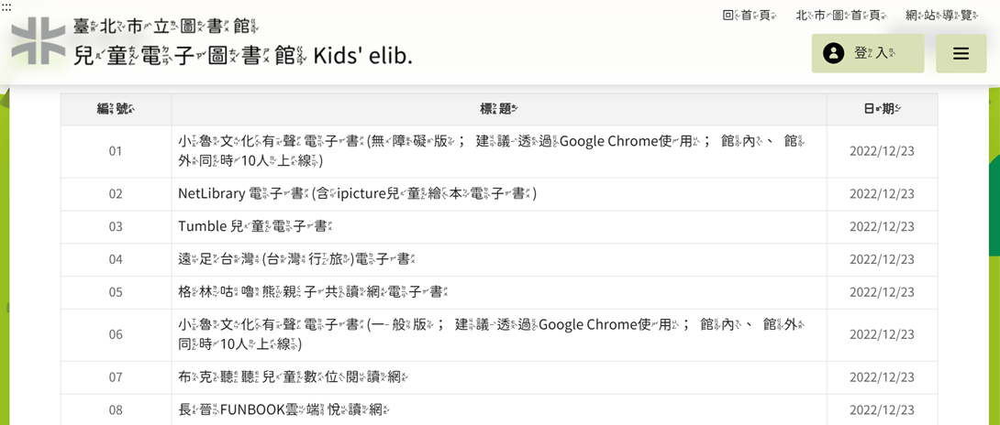 :::
回首頁 北市圖首頁 網站導覽
臺北市立圖書館
兒童電子圖書館 Kids' elib.
登入
編號 標題 日期
01 小魯文化有聲電子書(無障礙版； 建議透過Google Chrome使用； 館內、 館外同時10人上線) 2022/12/23
02 NetLibrary 電子書(含ipicture兒童繪本電子書) 2022/12/23
03 Tumble 兒童電子書 2022/12/23
04 遠足台灣(台灣行旅)電子書 2022/12/23
05 格林咕嚕熊親子共讀網電子書 2022/12/23
06 小魯文化有聲電子書(一般版； 建議透過Google Chrome使用； 館內、 館外同時10人上線) 2022/12/23
07 布克聽聽兒童數位閱讀網 2022/12/23
08 長晉FUNBOOK雲端悅讀網 2022/12/23